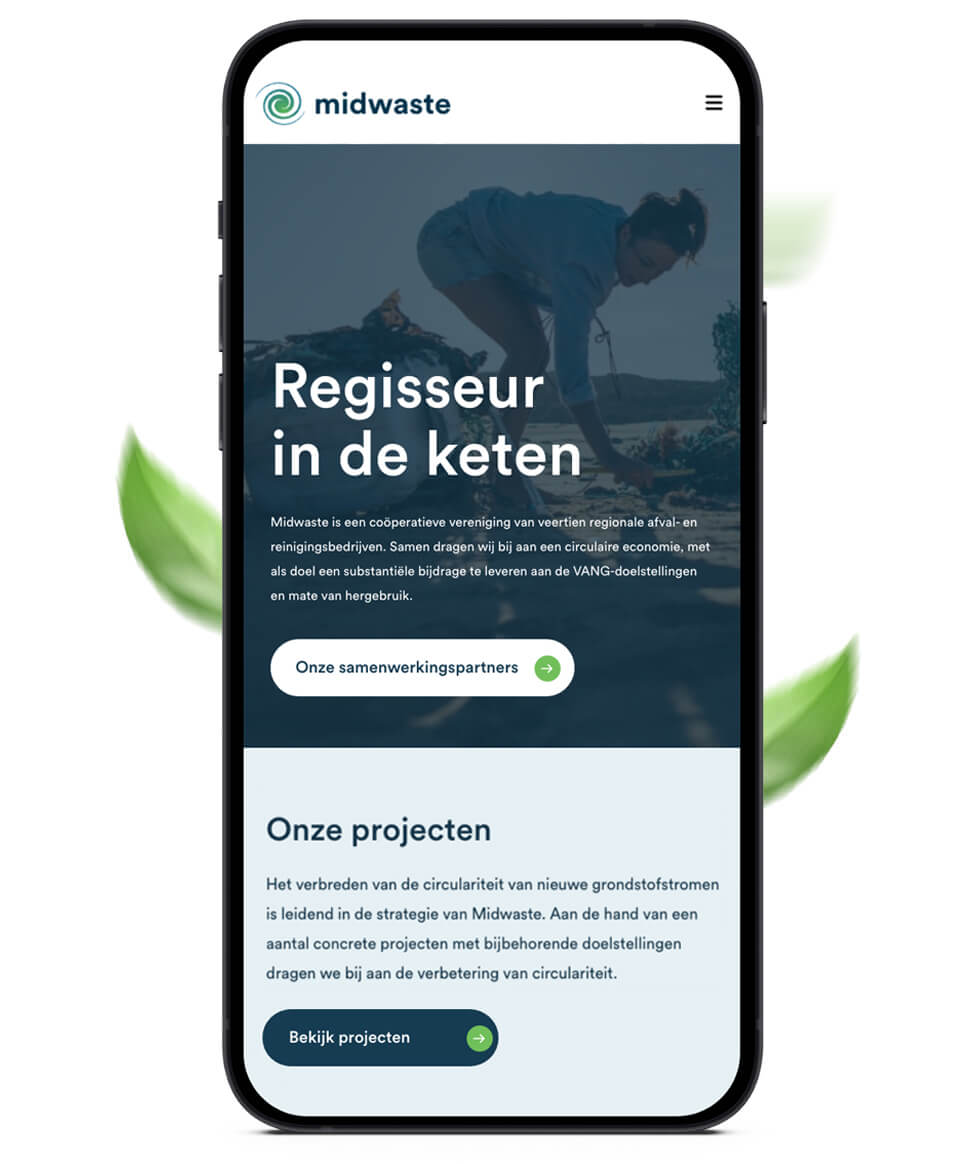 midwaste
Regisseur
in de keten
Midwaste is een coöperatieve vereniging van veertien regionale afval- en
reinigingsbedrijven. Samen dragen wij bij aan een circulaire economie, met
als doel een substantiële bijdrage te leveren aan de VANG-doelstellingen
en mate van hergebruik.
Onze samenwerkingspartners
Onze projecten
Het verbreden van de circulariteit van nieuwe grondstofstromen
is leidend in de strategie van Midwaste. Aan de hand van een
aantal concrete projecten met bijbehorende doelstellingen
dragen we bij aan de verbetering van circulariteit.
Bekijk projecten